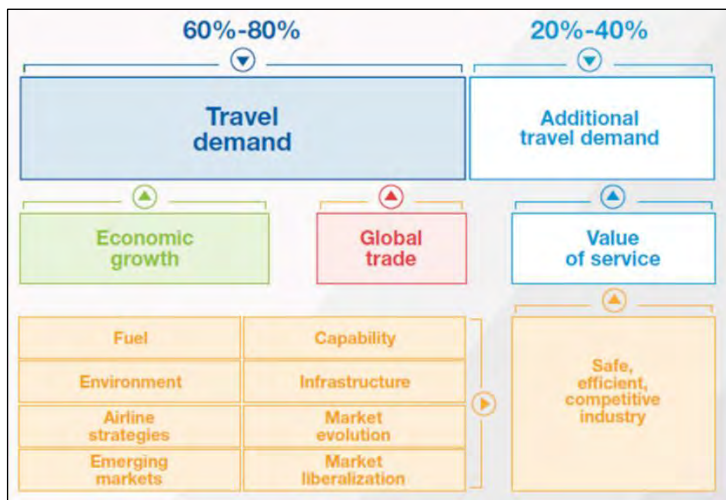 60%-80%
20%-40%
Travel
demand
Additional
travel demand
Economic
growth
Global
trade
Value
of service
Fuel
Capability
Environment
Infrastructure
Airline
strategies
Market
evolution
Emerging
markets
Market
liberalization
Safe,
efficient,
competitive
industry